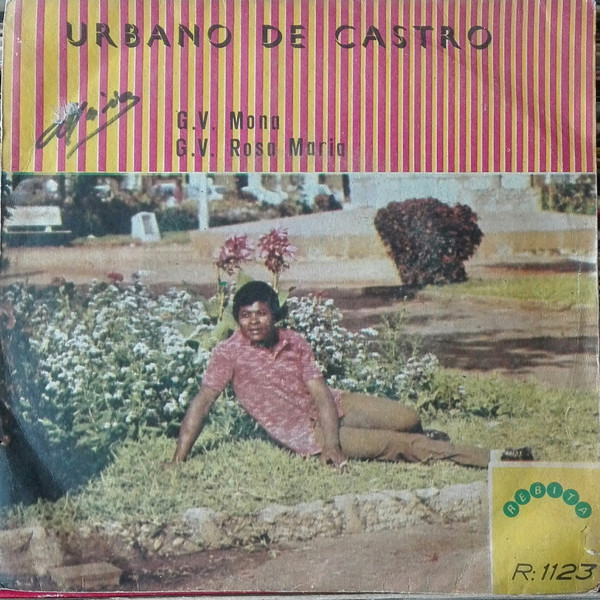 URBANO DE CASTRO
G.V. Mona
G.V. Rosa Maria
REBITA
R:1123